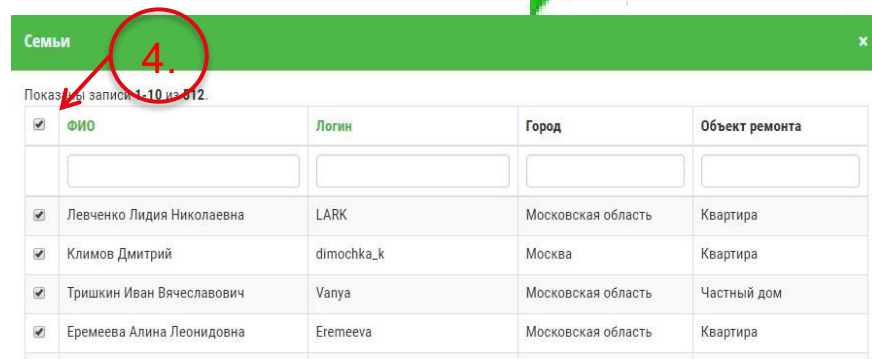 Семьи
4.
x
Показаны записи 1-10 из 812.
ФИО Логин Город Объект ремонта
Левченко Лидия Николаевна LARK Московская область Квартира
Климов Дмитрий dimochka_k Москва Квартира
Тришкин Иван Вячеславович Vanya Московская область Частный дом
Еремеева Алина Леонидовна Eremeeva Московская область Квартира